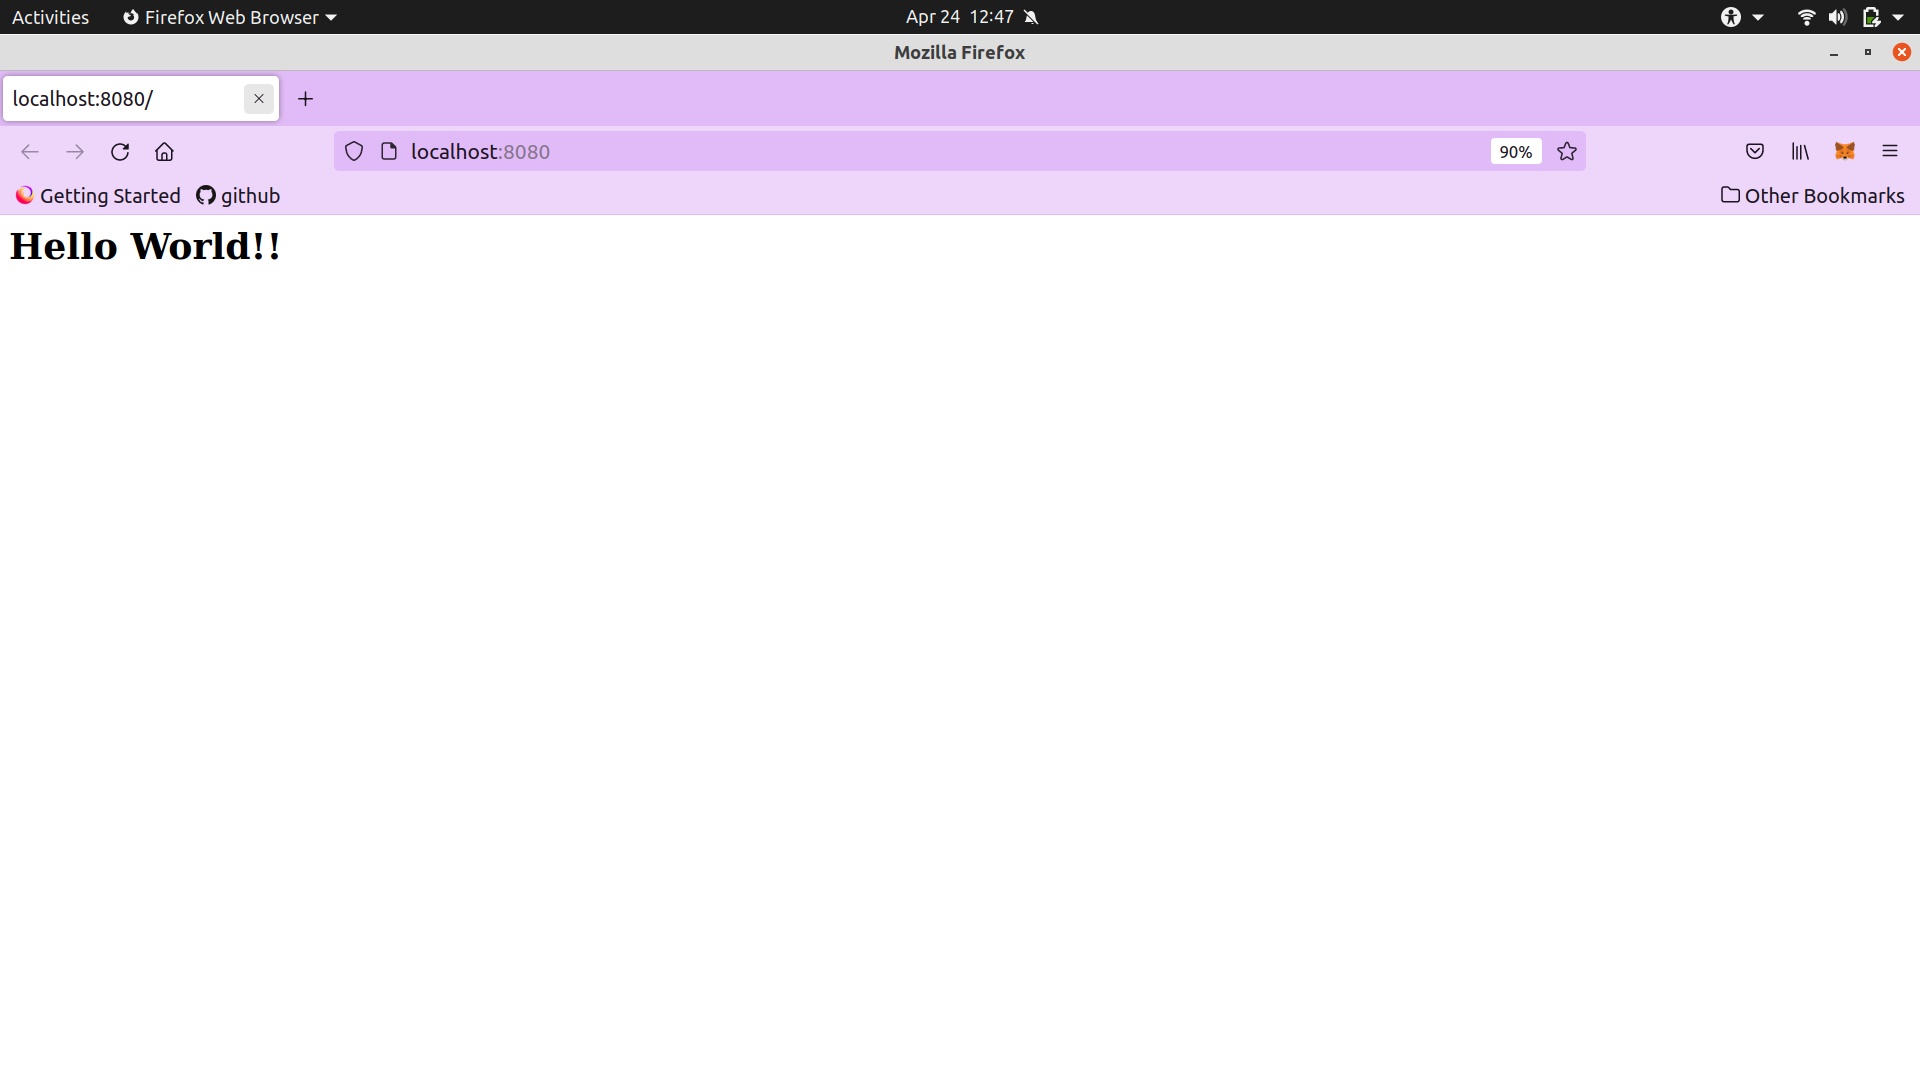 Activities Firefox Web Browser Apr 24 12:47
Mozilla Firefox
localhost:8080/
localhost:8080 90%
Getting Started github Other Bookmarks
Hello World!!